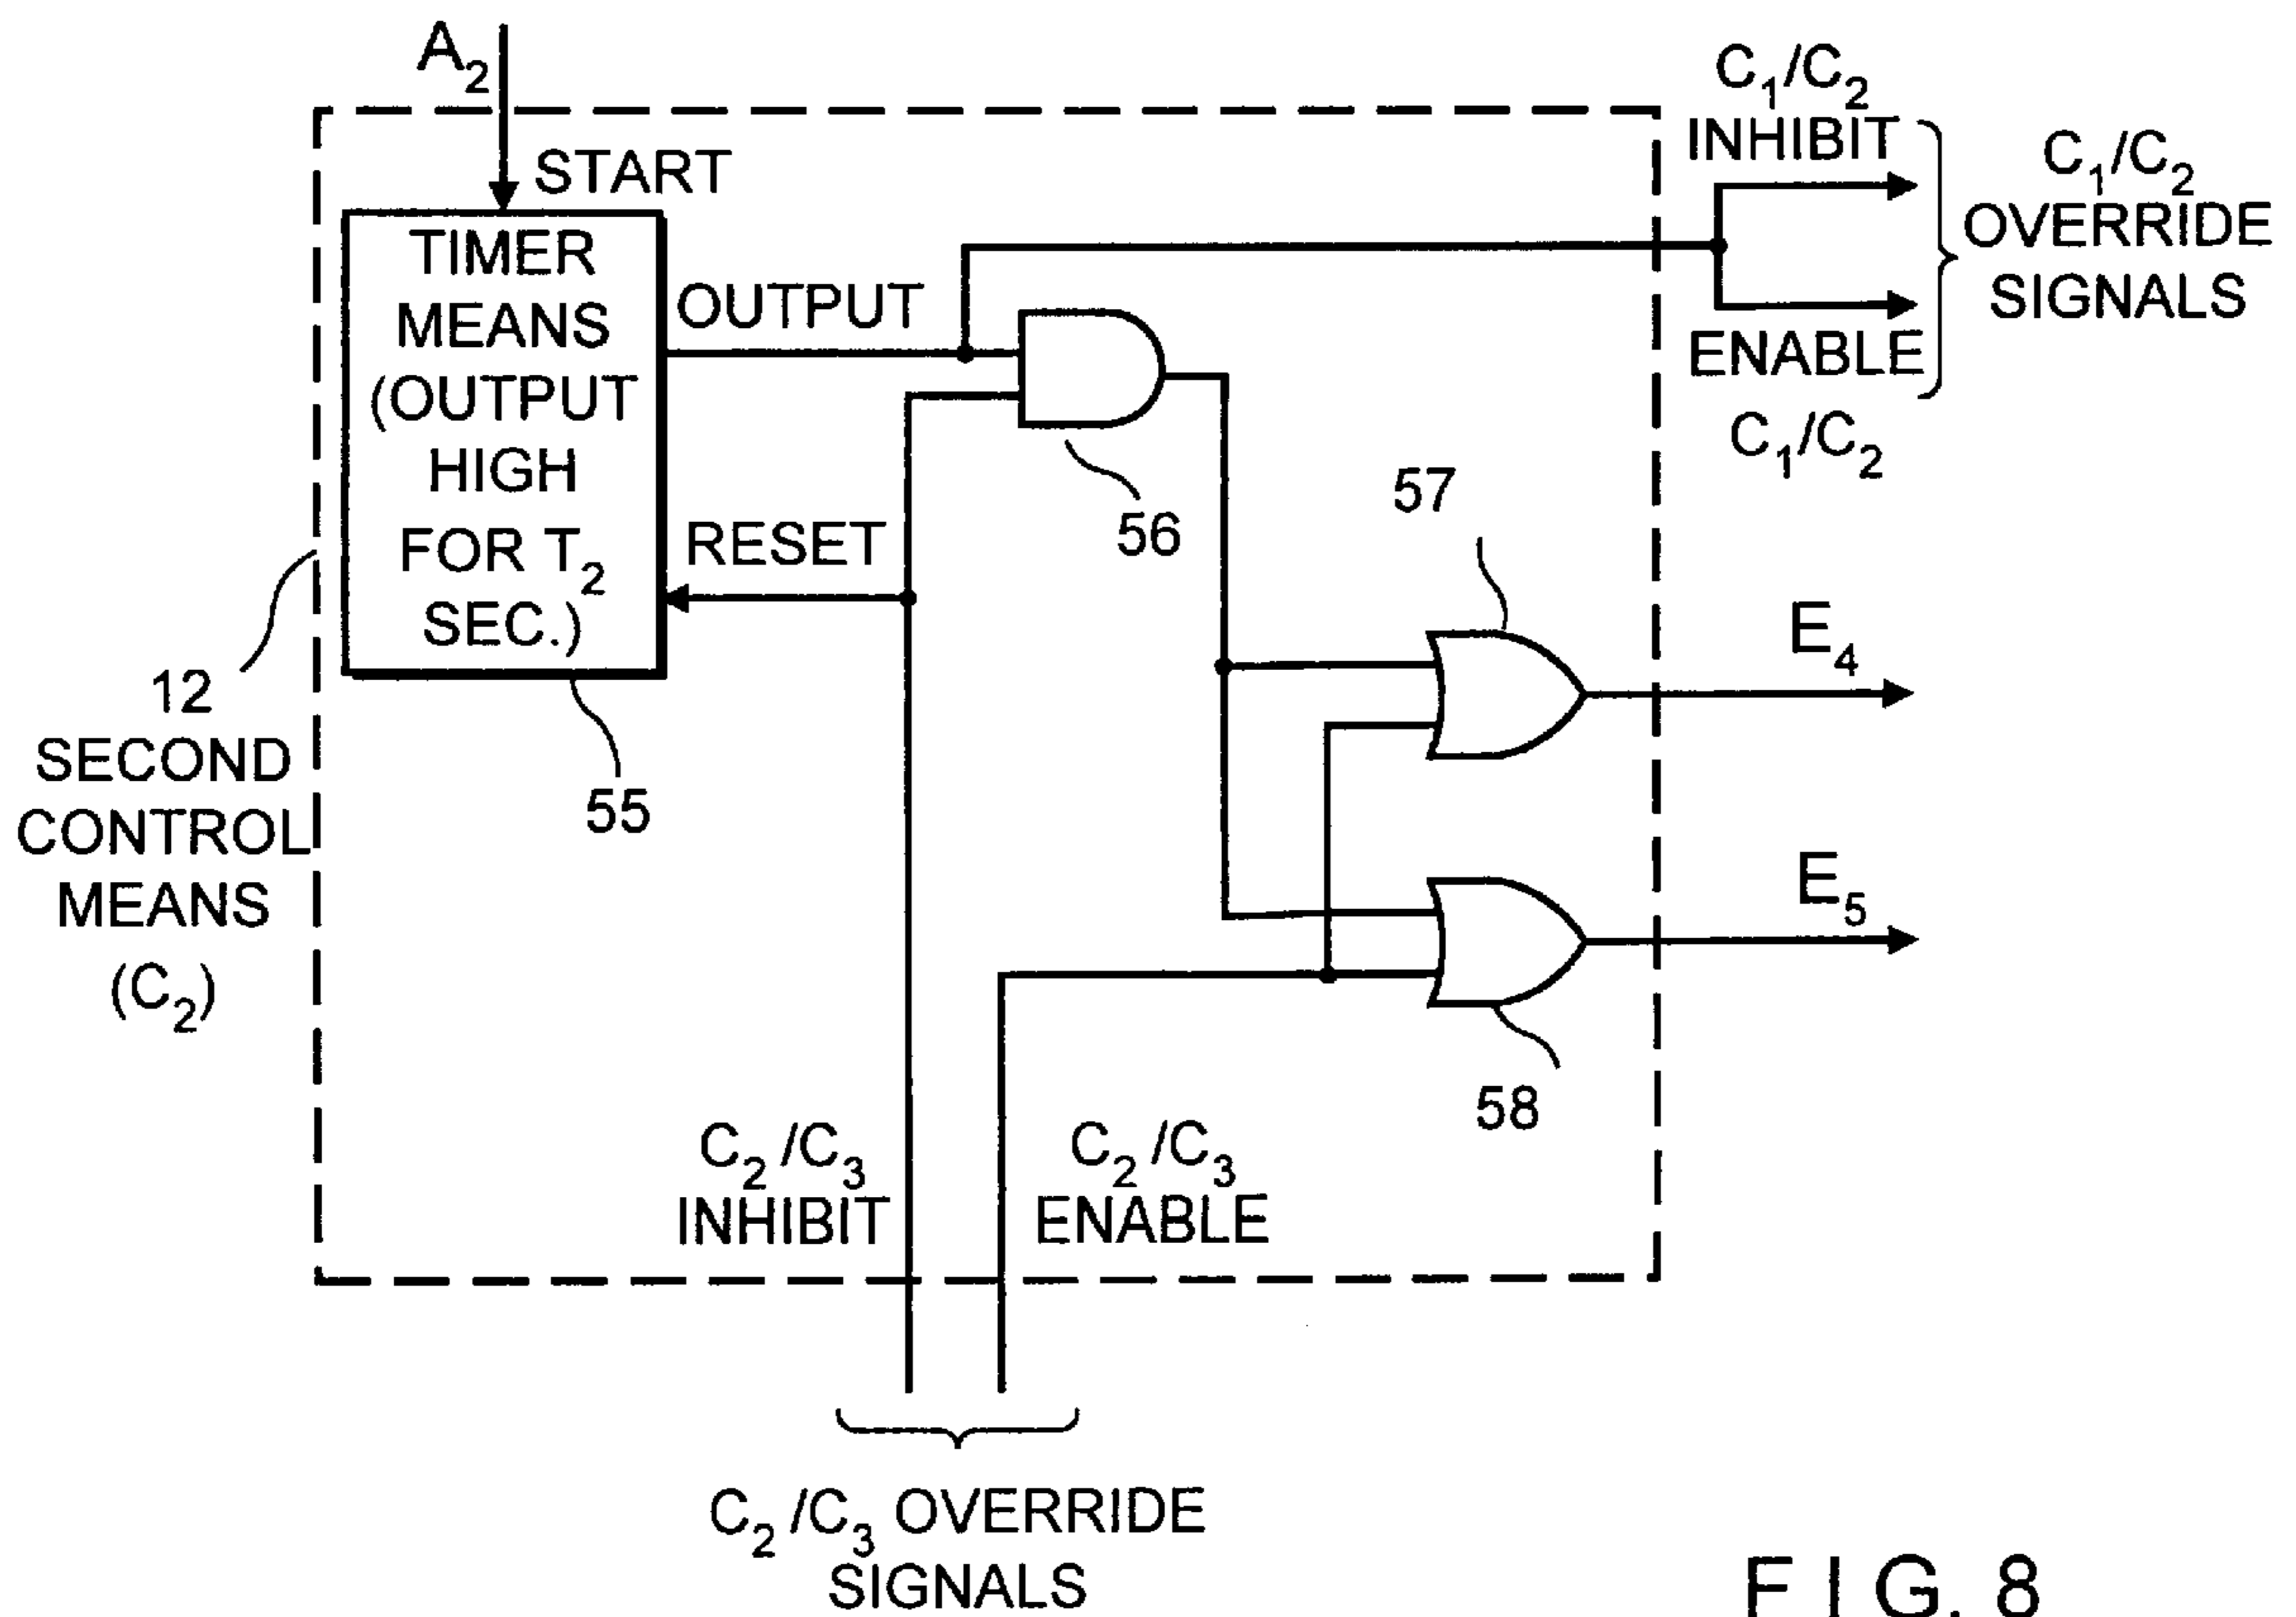 A₂
START
TIMER
MEANS
(OUTPUT
HIGH
FOR T₂
SEC.)
OUTPUT
RESET
C₁/C₂
INHIBIT
ENABLE
C₁/C₂
C₁/C₂
OVERRIDE
SIGNALS
56
57
E₄
12
SECOND
CONTROL
MEANS
(C₂)
55
E₅
58
C₂/C₃
INHIBIT
C₂/C₃
ENABLE
C₂/C₃ OVERRIDE
SIGNALS
FIG. 8